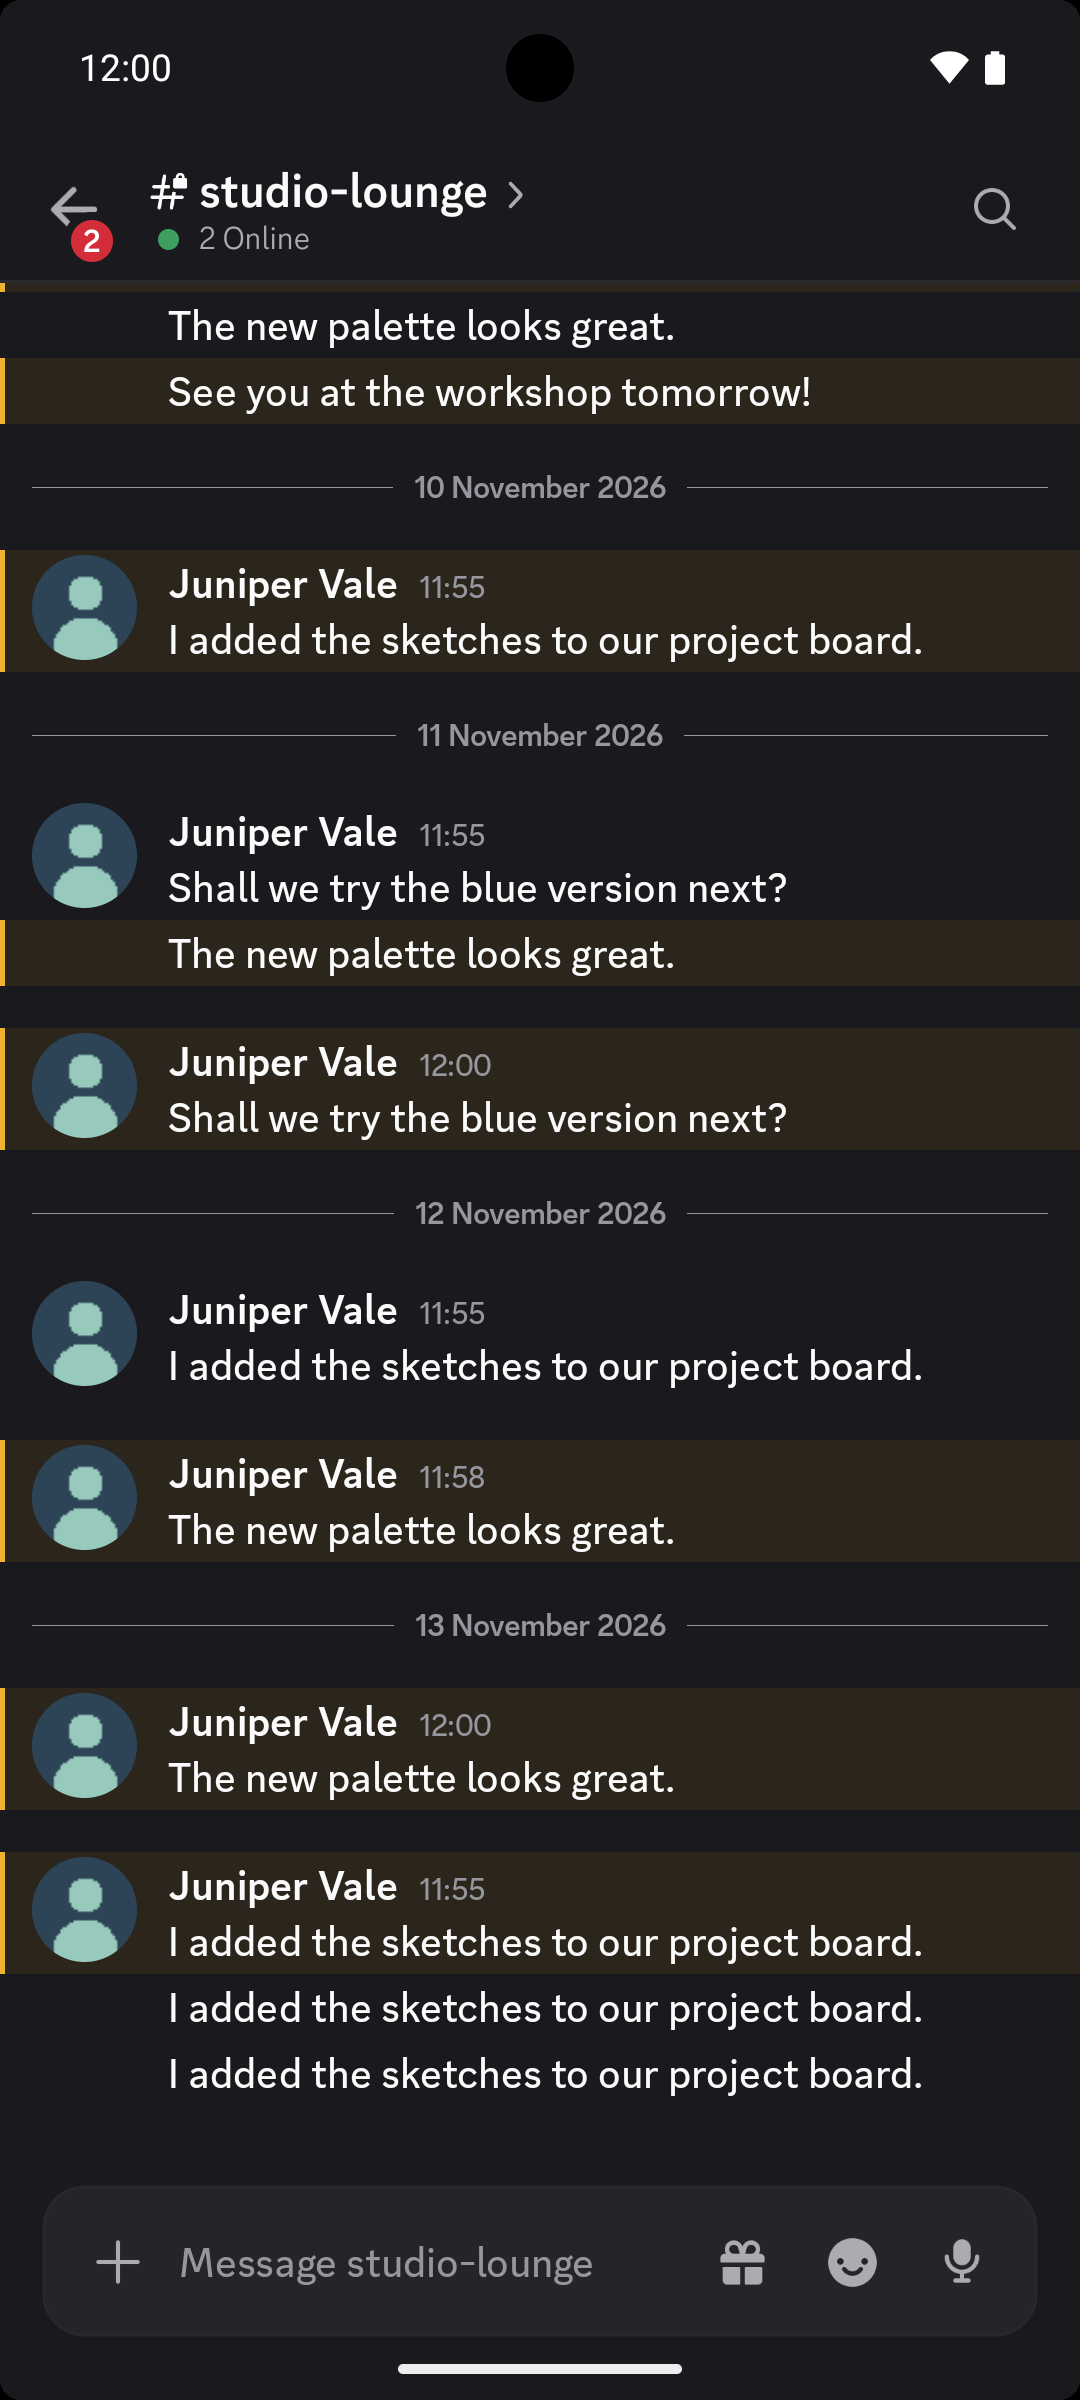 12:00
studio-lounge
2
2 Online
The new palette looks great.
See you at the workshop tomorrow!
10 November 2026
Juniper Vale 11:55
I added the sketches to our project board.
11 November 2026
Juniper Vale 11:55
Shall we try the blue version next?
The new palette looks great.
Juniper Vale 12:00
Shall we try the blue version next?
12 November 2026
Juniper Vale 11:55
I added the sketches to our project board.
Juniper Vale 11:58
The new palette looks great.
13 November 2026
Juniper Vale 12:00
The new palette looks great.
Juniper Vale 11:55
I added the sketches to our project board.
I added the sketches to our project board.
I added the sketches to our project board.
Message studio-lounge